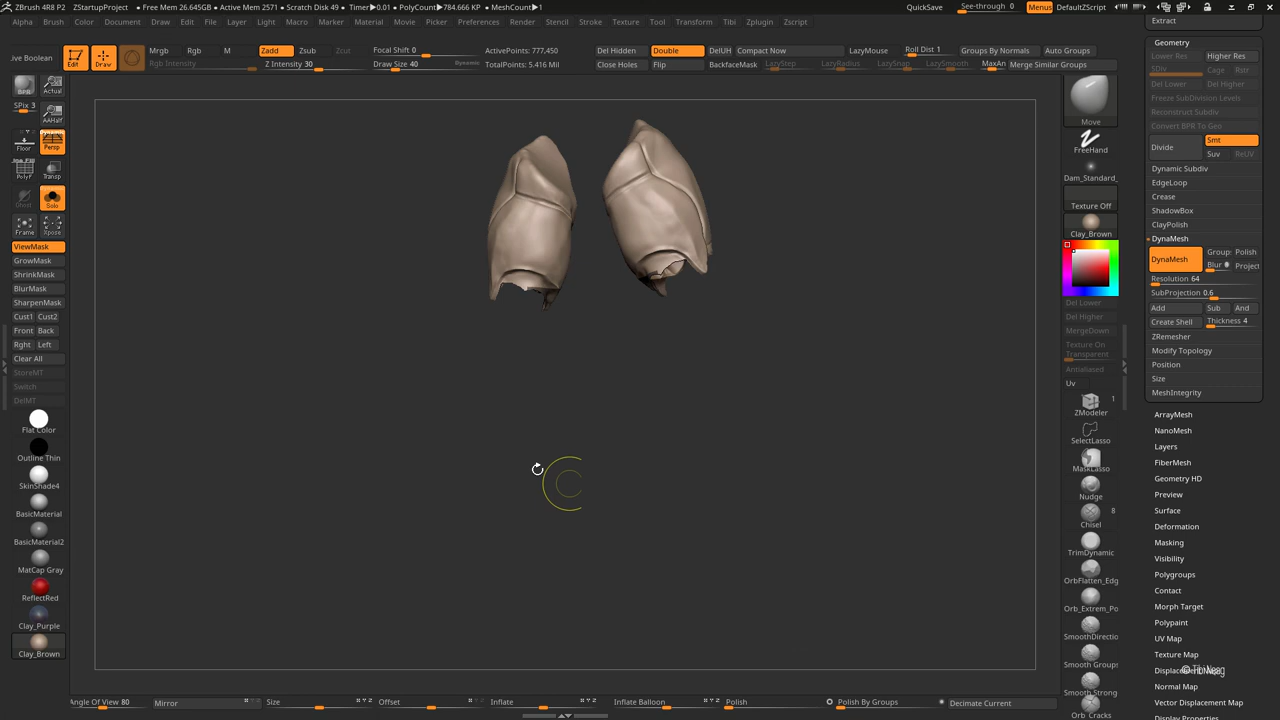 ZBrush 4R8 P2 ZStartupProject • Free Mem 26.645GB • Active Mem 2571 • Scratch Disk 49 • Timer▶0.01 • PolyCount▶784.666 KP • MeshCount▶1 QuickSave See-through 0 Menus DefaultZScript
Alpha Brush Color Document Draw Edit File Layer Light Macro Marker Material Movie Picker Preferences Render Stencil Stroke Texture Tool Transform Tibi Zplugin Zscript
ive Boolean Edit Draw Mrgb Rgb M Zadd Zsub Zcut Focal Shift 0 ActivePoints: 777.450 Del Hidden Double DelUH Compact Now LazyMouse Roll Dist 1 Groups By Normals Auto Groups
Rgb Intensity Z Intensity 30 Draw Size 40 Dynamic TotalPoints: 5.416 Mil Close Holes Flip BackfaceMask LazyStep LazyRadius LazySnap LazySmooth MaxAn Merge Similar Groups
BPR Actual
SPix 3 AAHalf
Floor Persp
PolyF Transp
Ghost Solo
Frame Xpose
ViewMask
GrowMask
ShrinkMask
BlurMask
SharpenMask
Cust1 Cust2
Front Back
Rght Left
Clear All
StoreMT
Switch
DelMT
Flat Color
Outline Thin
SkinShade4
BasicMaterial
BasicMaterial2
MatCap Gray
ReflectRed
Clay_Purple
Clay_Brown
Move
FreeHand
Dam_Standard_
Texture Off
Clay_Brown
Del Lower
Del Higher
MergeDown
Texture On
Transparent
Antialiased
Uv
1
ZModeler
SelectLasso
MaskLasso
Nudge
8
Chisel
TrimDynamic
OrbFlatten_Edg
Orb_Extrem_Po
SmoothDirectio
Smooth Groups
Smooth_Strong
Orb_Cracks
Extract
Geometry
Lower Res Higher Res
SDiv Cage Rstr
Del Lower Del Higher
Freeze SubDivision Levels
Reconstruct Subdiv
Convert BPR To Geo
Divide Smt
Suv ReUV
Dynamic Subdiv
EdgeLoop
Crease
ShadowBox
ClayPolish
DynaMesh
DynaMesh Group: Polish
Blur Project
Resolution 64
SubProjection 0.6
Add Sub And
Create Shell Thickness 4
ZRemesher
Modify Topology
Position
Size
MeshIntegrity
ArrayMesh
NanoMesh
Layers
FiberMesh
Geometry HD
Preview
Surface
Deformation
Masking
Visibility
Polygroups
Contact
Morph Target
Polypaint
UV Map
Texture Map
Normal Map
Vector Displacement Map
Display Properties
Angle Of View 80 Mirror Size Offset Inflate Inflate Balloon Polish Polish By Groups Decimate Current